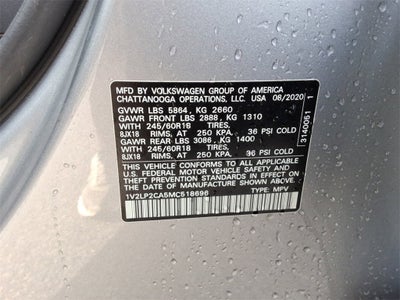 MFD BY VOLKSWAGEN GROUP OF AMERICA
CHATTANOOGA OPERATIONS, LLC. USA 08/2020
GVWR LBS 5864, KG 2660
GAWR FRONT LBS 2888, KG 1310
WITH 245/60R18 TIRES,
8JX18 RIMS, AT 250 KPA. 36 PSI COLD
GAWR REAR LBS 3086, KG 1400
WITH 245/60R18 TIRES,
8JX18 RIMS, AT 250 KPA. 36 PSI COLD
THIS VEHICLE CONFORMS TO ALL APPLICABLE
U.S. FEDERAL MOTOR VEHICLE SAFETY AND
THEFT PREVENTION STANDARDS IN EFFECT ON
THE DATE OF MANUFACTURE SHOWN ABOVE.
1V2LP2CA5MC518696 TYPE: MPV
3140051 1